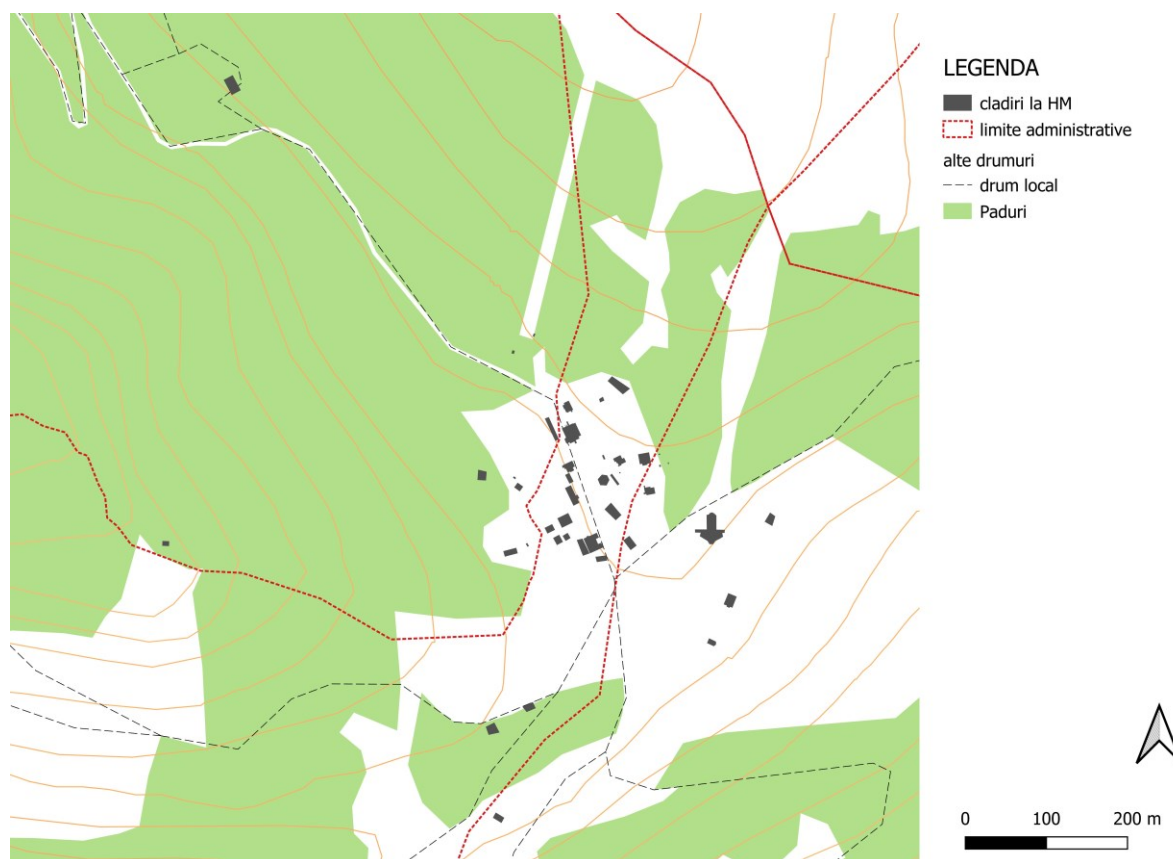 LEGENDA
cladiri la HM
limite administrative
alte drumuri
drum local
Paduri
0 100 200 m